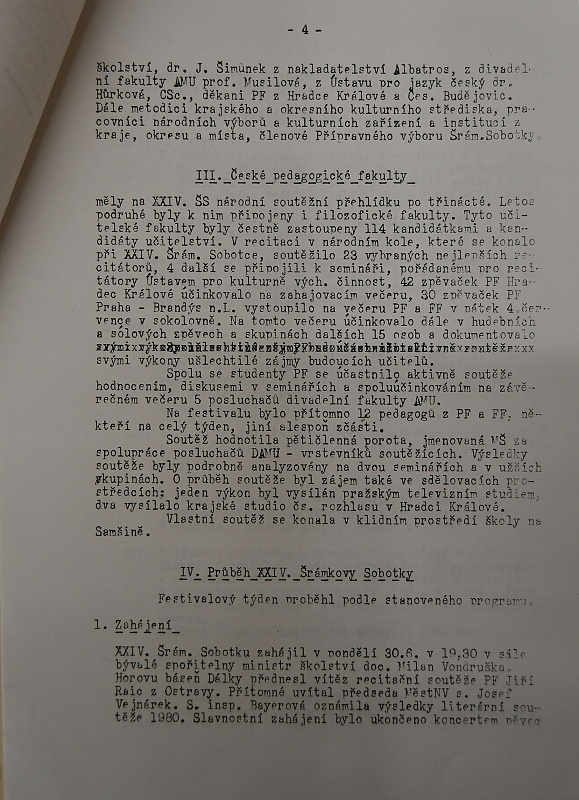 - 4 -
školství, dr. J. Šimůnek z nakladatelství Albatros, z divadel-
ní fakulty AMU prof. Musilová, z Ústavu pro jazyk český dr.
Hůrková, CSc., děkani PF z Hradce Králové a Čes. Budějovic.
Dále metodici krajského a okresního kulturního střediska, pra-
covníci národních výborů a kulturních zařízení a institucí z
kraje, okresu a místa, členové Přípravného výboru Šrám.Sobotky.
III. České pedagogické fakulty
měly na XXIV. ŠS národní soutěžní přehlídku po třinácté. Letos
podruhé byly k nim připojeny i filozofické fakulty. Tyto uči-
telské fakulty byly čestně zastoupeny 114 kandidátkami a kan-
didáty učitelství. V recitaci v národním kole, které se konalo
při XXIV. Šrám. Sobotce, soutěžilo 23 vybraných nejlepších re-
citátorů, 4 další se připojili k semináři, pořádanému pro reci-
tátory Ústavem pro kulturně vých. činnost, 42 zpěvaček PF Hra-
dec Králové účinkovalo na zahajovacím večeru, 30 zpěvaček PF
Praha - Brandýs n.L. vystoupilo na večeru PF a FF v pátek 4.čer-
vence v sokolovně. Na tomto večeru účinkovalo dále v hudebních
a sólových zpěvech a skupinách dalších 15 osob a dokumentovalo
svými výkony ušlechtilé zájmy budoucích učitelů.
Spolu se studenty PF se účastnilo aktivně soutěže
hodnocením, diskusemi v seminářích a spoluúčinkováním na závě-
rečném večeru 5 posluchačů divadelní fakulty AMU.
Na festivalu bylo přítomno 12 pedagogů z PF a FF, ně-
kteří na celý týden, jiní alespoň zčásti.
Soutěž hodnotila pětičlenná porota, jmenovaná MŠ za
spolupráce posluchačů DAMU - vrstevníků soutěžících. Výsledky
soutěže byly podrobně analyzovány na dvou seminářích a v užších
skupinách. O průběh soutěže byl zájem také ve sdělovacích pro-
středcích: jeden výkon byl vysílán pražským televizním studiem,
dva vysílalo krajské studio čs. rozhlasu v Hradci Králové.
Vlastní soutěž se konala v klidním prostředí školy na
Samšině.
IV. Průběh XXIV. Šrámkovy Sobotky
Festivalový týden proběhl podle stanoveného programu.
1. Zahájení
XXIV. Šrám. Sobotku zahájil v pondělí 30.6. v 19,30 v síle
bývalé spořitelny ministr školství doc. Milan Vondruška.
Horovu báseň Dálky přednesl vítěz recitační soutěže PF Jiří
Raic z Ostravy. Přítomné uvítal předseda MěstNV s. Josef
Vejnárek. S. insp. Bayerová oznámila výsledky literární sou-
těže 1980. Slavnostní zahájení bylo ukončeno koncertem pěvec-